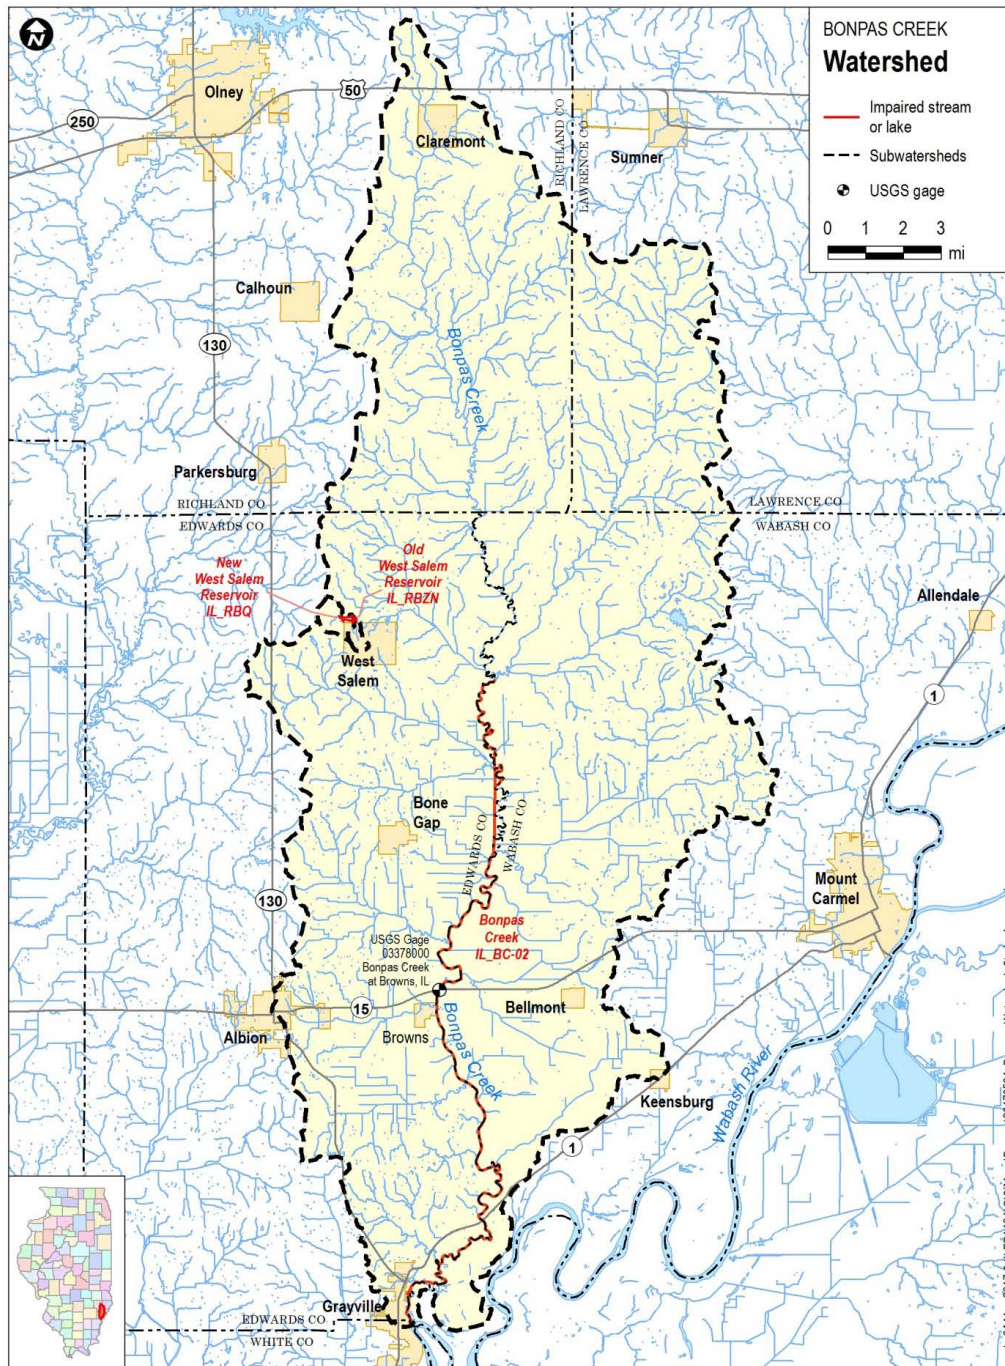 N
BONPAS CREEK
Watershed
Impaired stream
or lake
Subwatersheds
USGS gage
0 1 2 3
mi
Olney
50
250
Claremont
RICHLAND CO
LAWRENCE CO
Sumner
Calhoun
130
Bonpas Creek
Parkersburg
RICHLAND CO
EDWARDS CO
LAWRENCE CO
WABASH CO
New
West Salem
Reservoir
IL_RBQ
Old
West Salem
Reservoir
IL_RBZN
Allendale
West
Salem
1
Bone
Gap
EDWARDS CO
WABASH CO
Mount
Carmel
130
Bonpas
Creek
IL_BC-02
USGS Gage
03378000
Bonpas Creek
at Browns, IL
15
Bellmont
Albion
Browns
Bonpas Creek
Keensburg
Wabash River
1
Grayville
EDWARDS CO
WHITE CO